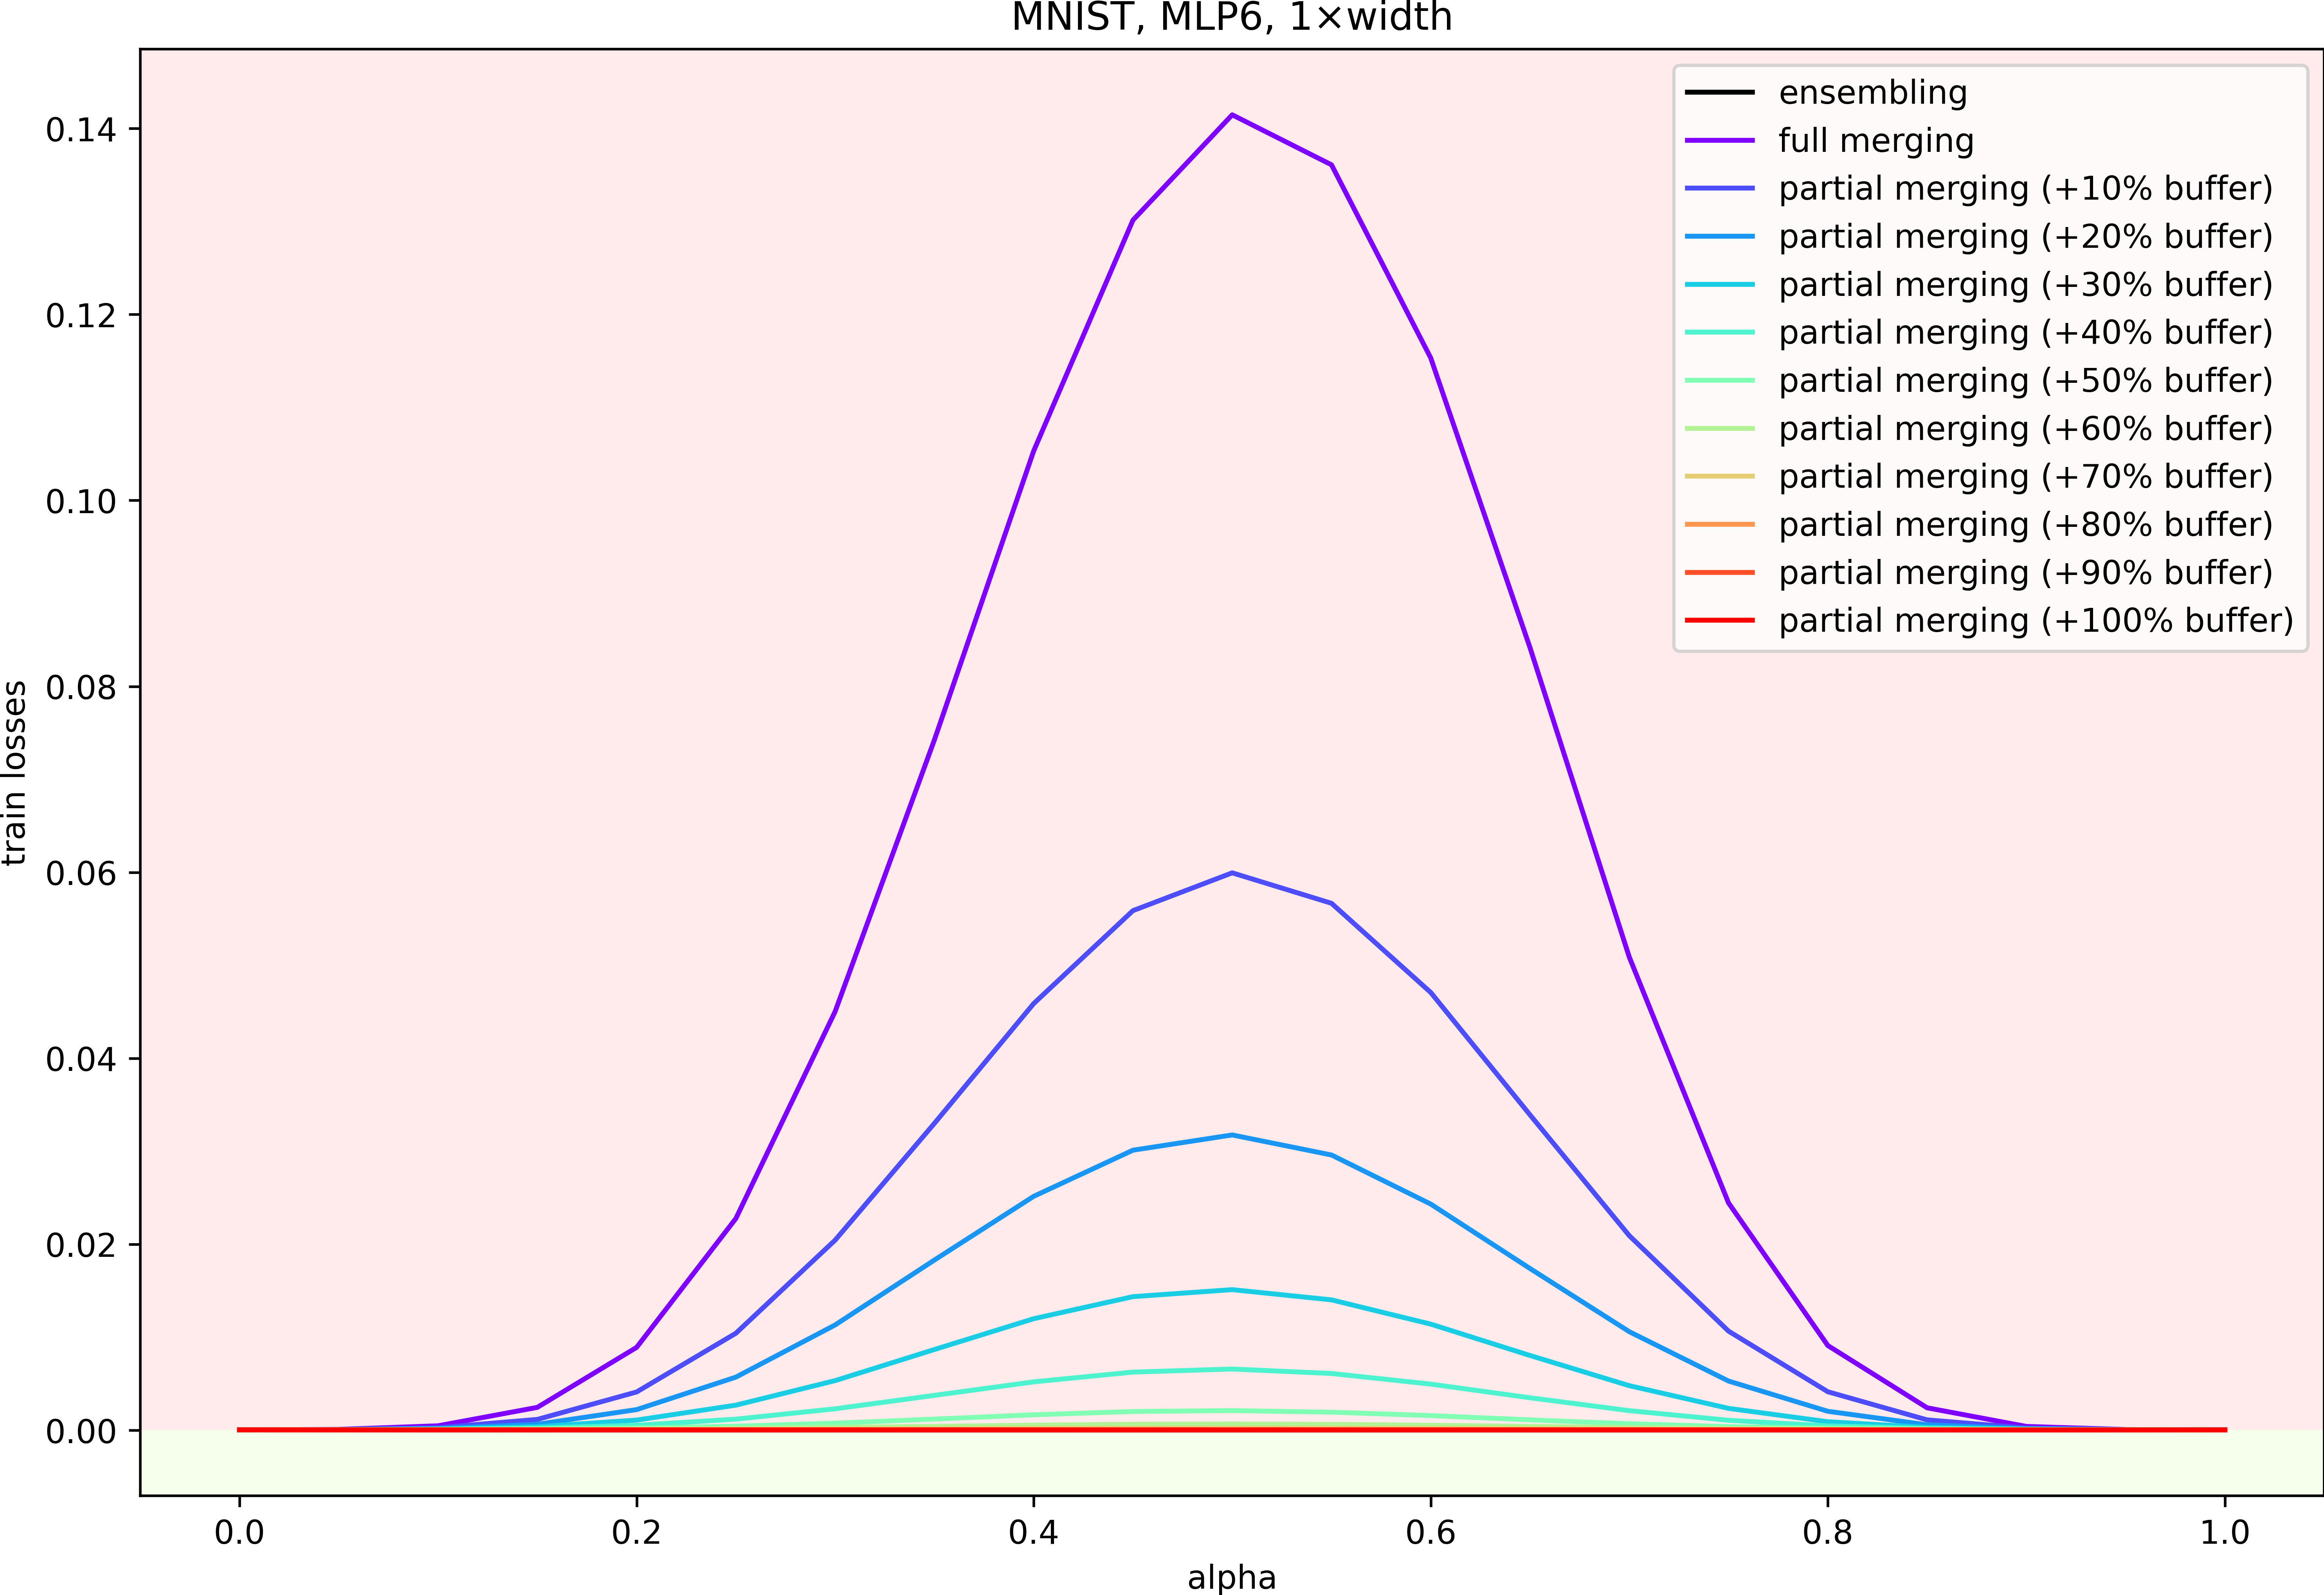 MNIST, MLP6, 1×width
ensembling
full merging
partial merging (+10% buffer)
partial merging (+20% buffer)
partial merging (+30% buffer)
partial merging (+40% buffer)
partial merging (+50% buffer)
partial merging (+60% buffer)
partial merging (+70% buffer)
partial merging (+80% buffer)
partial merging (+90% buffer)
partial merging (+100% buffer)
train losses
0.14
0.12
0.10
0.08
0.06
0.04
0.02
0.00
0.0 0.2 0.4 0.6 0.8 1.0
alpha